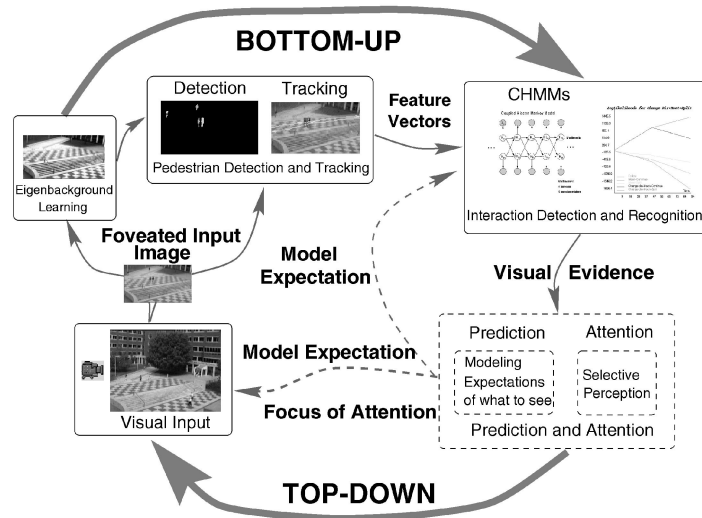 BOTTOM-UP
Detection
Tracking
Pedestrian Detection and Tracking
Feature
Vectors
CHMMs
Interaction Detection and Recognition
Eigenbackground
Learning
Foveated Input
Image
Model
Expectation
Visual Evidence
Model Expectation
Focus of Attention
Visual Input
Prediction
Attention
Modeling
Expectations
of what to see
Selective
Perception
Prediction and Attention
TOP-DOWN